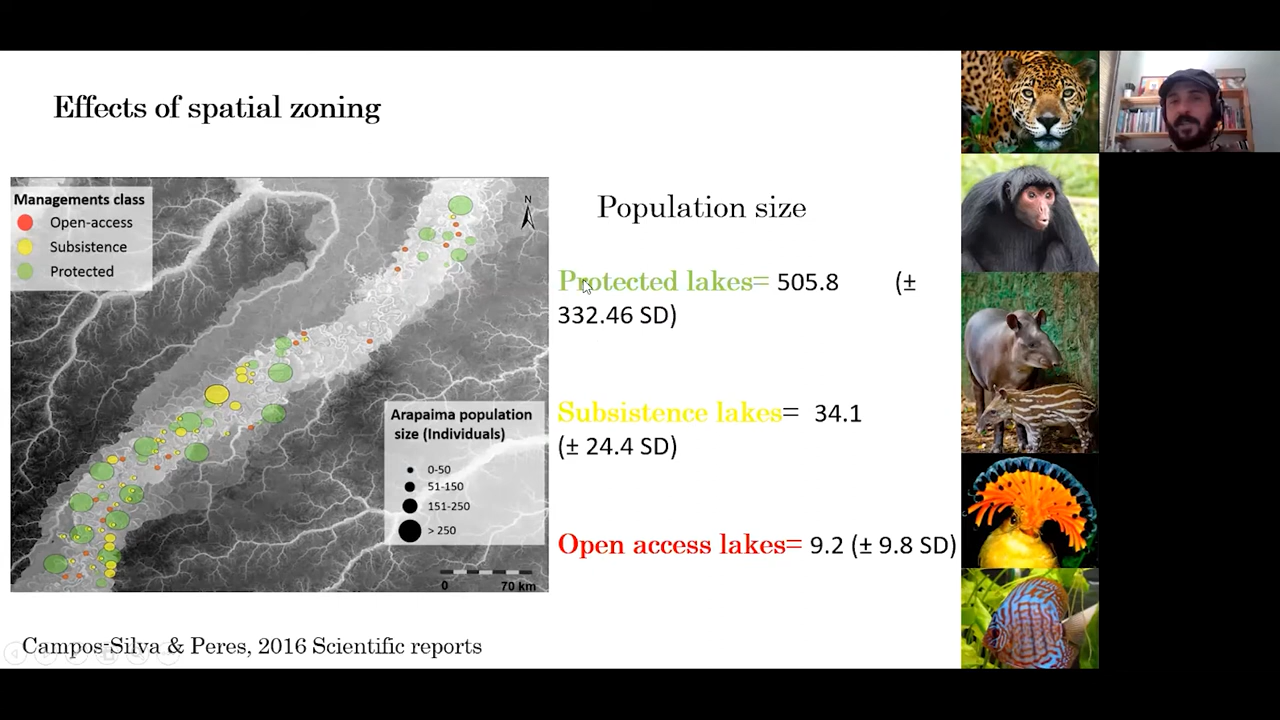 Effects of spatial zoning
Managements class
Open-access
Subsistence
Protected
N
Arapaima population
size (Individuals)
0-50
51-150
151-250
> 250
0 70 km
Population size
Protected lakes= 505.8 (±
332.46 SD)
Subsistence lakes= 34.1
(± 24.4 SD)
Open access lakes= 9.2 (± 9.8 SD)
Campos-Silva & Peres, 2016 Scientific reports